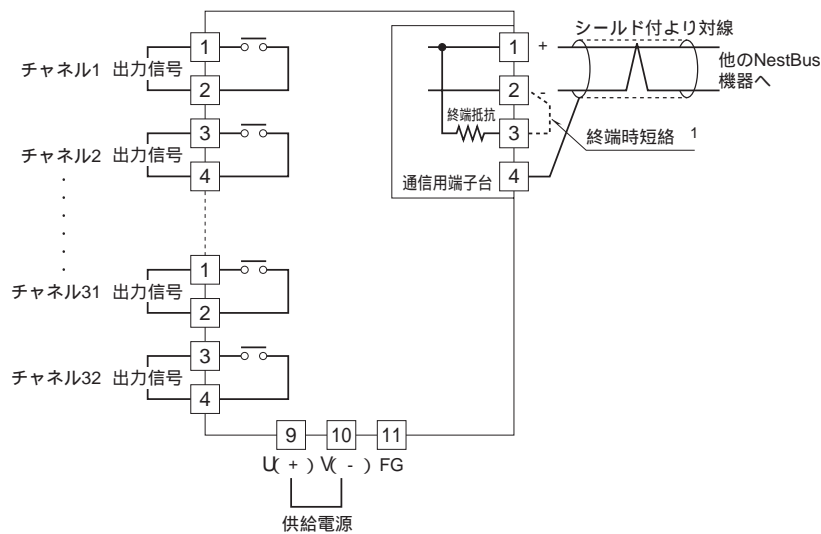 チャネル1 出力信号
1
2
チャネル2 出力信号
3
4
チャネル31 出力信号
1
2
チャネル32 出力信号
3
4
1 +
2 -
終端抵抗
3
通信用端子台 4
シールド付より対線
他のNestBus
機器へ
終端時短絡 1
9 10 11
U( + ) V( - ) FG
供給電源